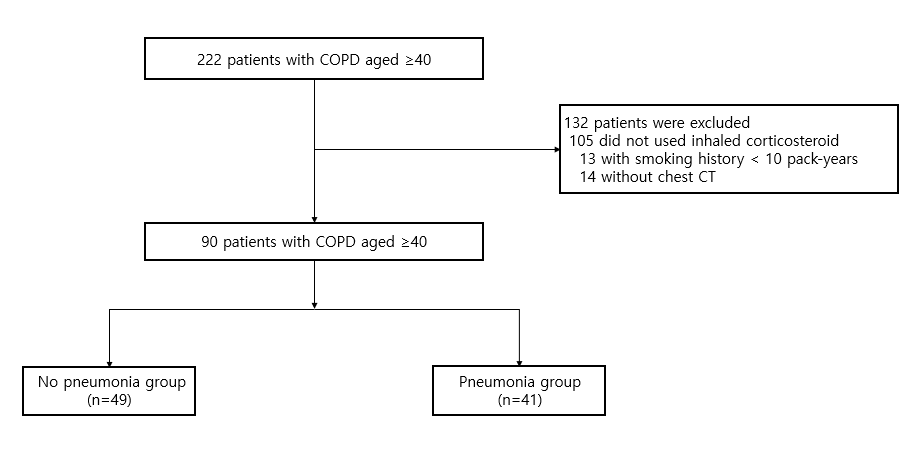 222 patients with COPD aged ≥40
132 patients were excluded
105 did not used inhaled corticosteroid
13 with smoking history < 10 pack-years
14 without chest CT
90 patients with COPD aged ≥40
No pneumonia group
(n=49)
Pneumonia group
(n=41)